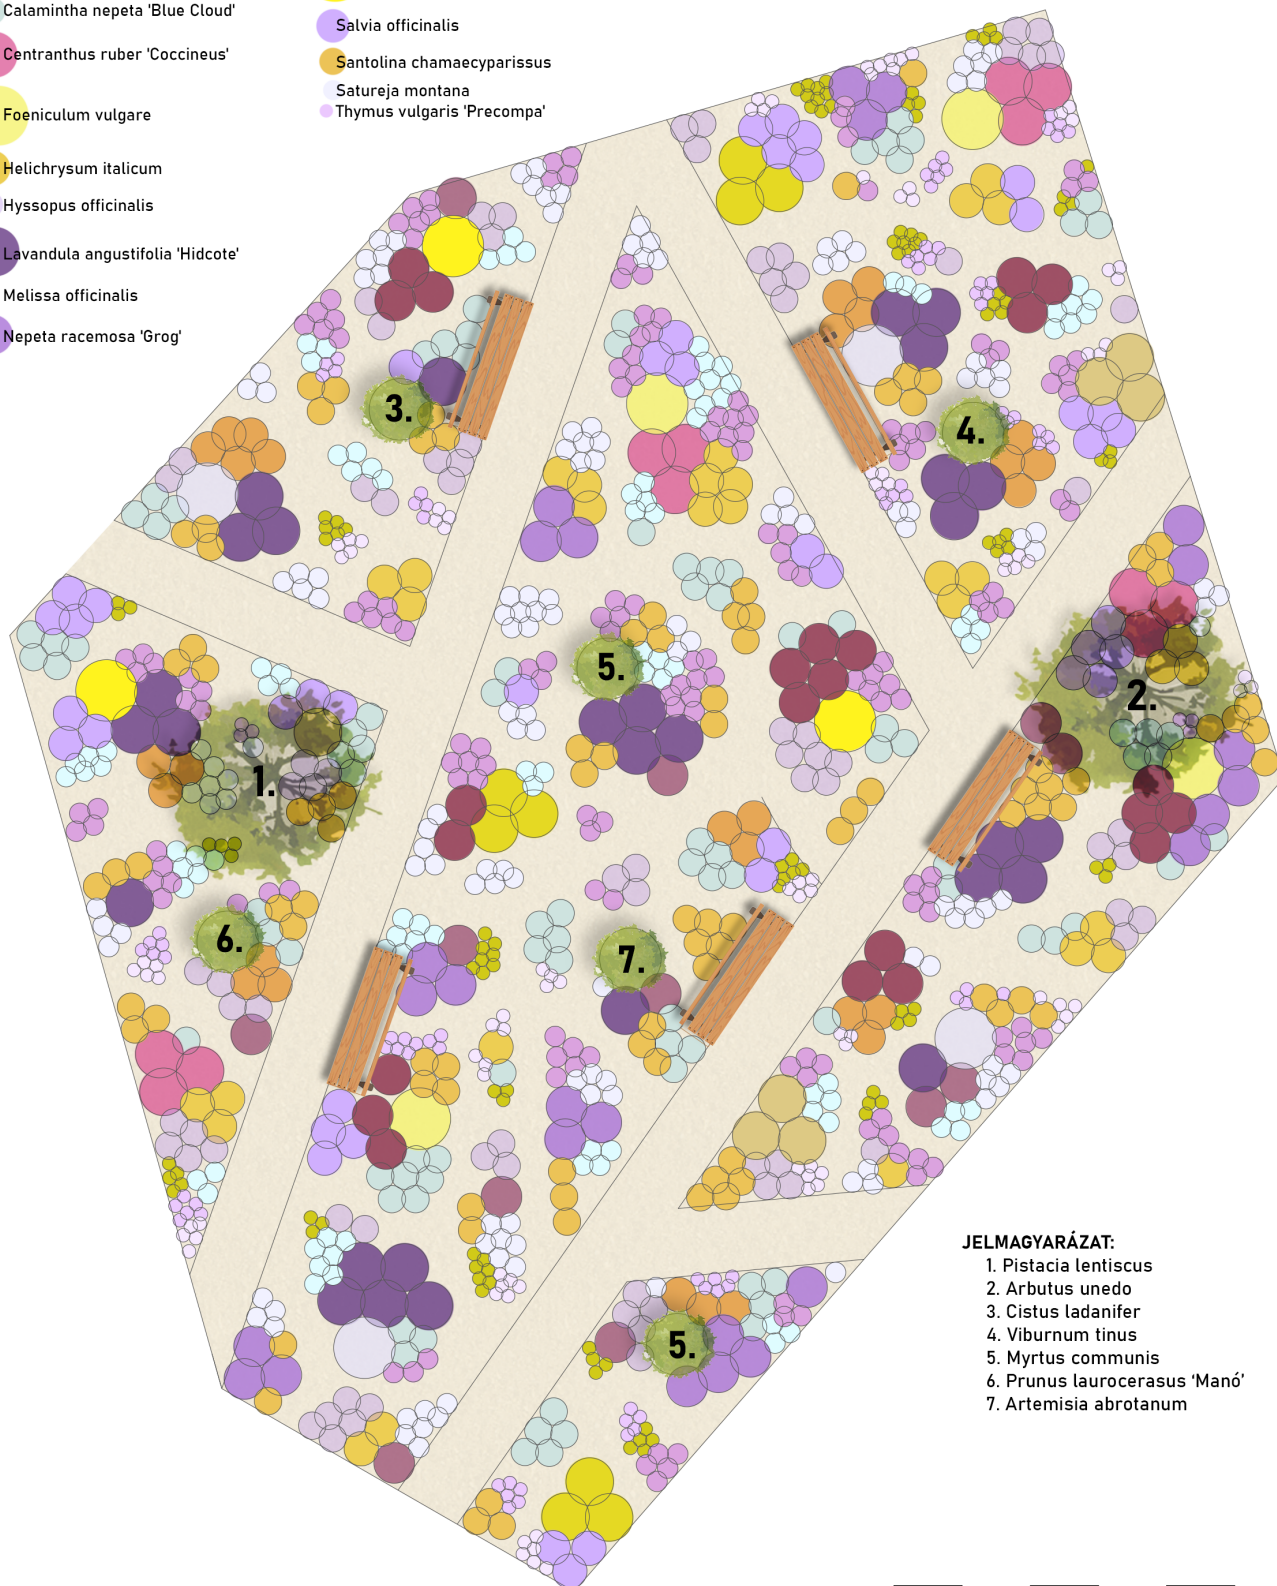 Calamintha nepeta 'Blue Cloud'
Centranthus ruber 'Coccineus'
Foeniculum vulgare
Helichrysum italicum
Hyssopus officinalis
Lavandula angustifolia 'Hidcote'
Melissa officinalis
Nepeta racemosa 'Grog'
Salvia officinalis
Santolina chamaecyparissus
Satureja montana
Thymus vulgaris 'Precompa'
3.
4.
5.
2.
1.
6.
7.
5.
JELMAGYARÁZAT:
1. Pistacia lentiscus
2. Arbutus unedo
3. Cistus ladanifer
4. Viburnum tinus
5. Myrtus communis
6. Prunus laurocerasus ‘Manó’
7. Artemisia abrotanum